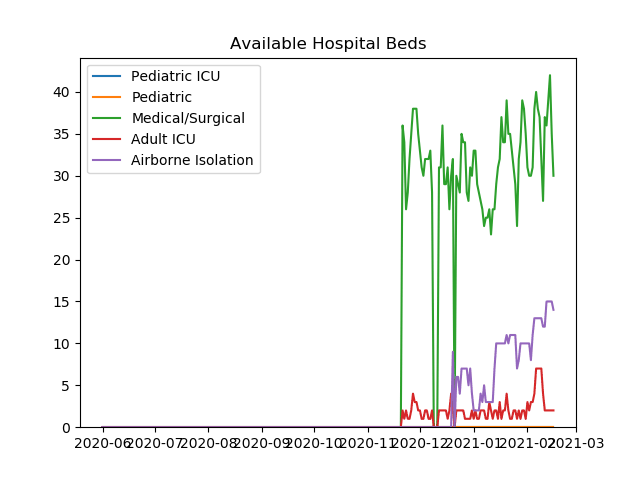 Available Hospital Beds
Pediatric ICU
Pediatric
Medical/Surgical
Adult ICU
Airborne Isolation
40
35
30
25
20
15
10
5
0
2020-06 2020-07 2020-08 2020-09 2020-10 2020-11 2020-12 2021-01 2021-02 2021-03